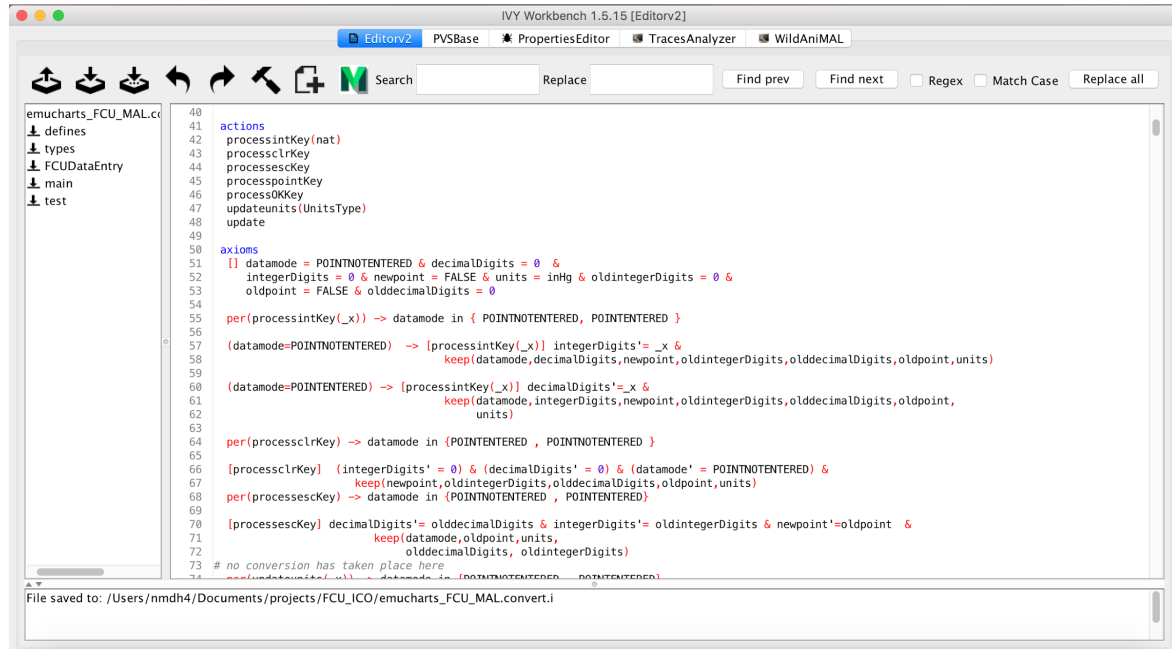 IVY Workbench 1.5.15 [Editorv2]
Editorv2 PVSBase PropertiesEditor TracesAnalyzer WildAniMAL
Search Replace Find prev Find next Regex Match Case Replace all
emucharts_FCU_MAL.co
defines
types
FCUDataEntry
main
test
40
41 actions
42 processintKey(nat)
43 processclrKey
44 processescKey
45 processpointKey
46 processOKKey
47 updateunits(UnitsType)
48 update
49
50 axioms
51 [] datamode = POINTNOTENTERED & decimalDigits = 0 &
52 integerDigits = 0 & newpoint = FALSE & units = inHg & oldintegerDigits = 0 &
53 oldpoint = FALSE & olddecimalDigits = 0
54
55 per(processintKey(_x)) -> datamode in { POINTNOTENTERED, POINTENTERED }
56
57 (datamode=POINTNOTENTERED) -> [processintKey(_x)] integerDigits'= _x &
58 keep(datamode,decimalDigits,newpoint,oldintegerDigits,olddecimalDigits,oldpoint,units)
59
60 (datamode=POINTENTERED) -> [processintKey(_x)] decimalDigits'=_x &
61 keep(datamode,integerDigits,newpoint,oldintegerDigits,olddecimalDigits,oldpoint,
62 units)
63
64 per(processclrKey) -> datamode in {POINTENTERED , POINTNOTENTERED }
65
66 [processclrKey] (integerDigits' = 0) & (decimalDigits' = 0) & (datamode' = POINTNOTENTERED) &
67 keep(newpoint,oldintegerDigits,olddecimalDigits,oldpoint,units)
68 per(processescKey) -> datamode in {POINTNOTENTERED , POINTENTERED}
69
70 [processescKey] decimalDigits'= olddecimalDigits & integerDigits'= oldintegerDigits & newpoint'=oldpoint &
71 keep(datamode,oldpoint,units,
72 olddecimalDigits, oldintegerDigits)
73 # no conversion has taken place here
74 per(updateunits(_x)) -> datamode in {POINTNOTENTERED , POINTENTERED}
File saved to: /Users/nmdh4/Documents/projects/FCU_ICO/emucharts_FCU_MAL.convert.i